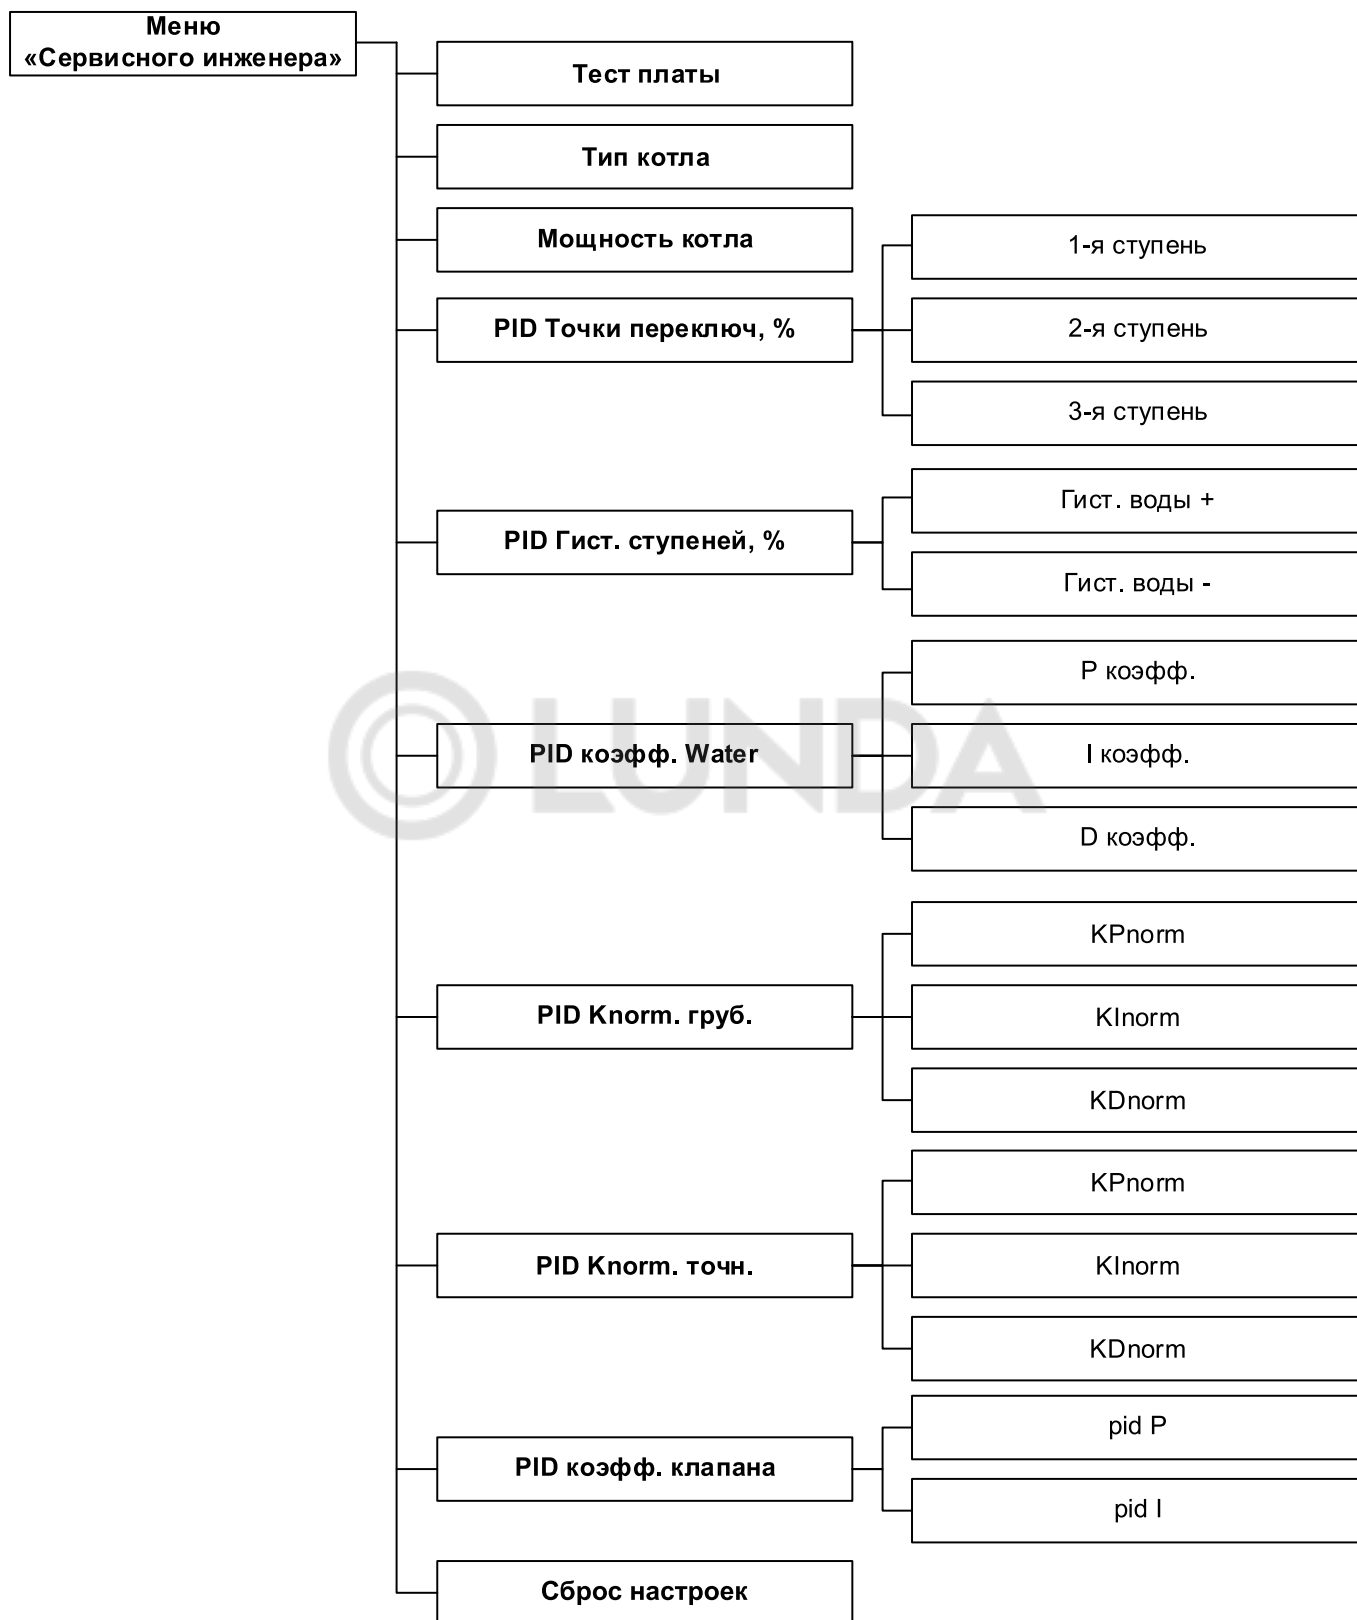 Меню
«Сервисного инженера»
Тест платы
Тип котла
Мощность котла
PID Точки переключ, %
1-я ступень
2-я ступень
3-я ступень
PID Гист. ступеней, %
Гист. воды +
Гист. воды -
PID коэфф. Water
P коэфф.
I коэфф.
D коэфф.
LUNDA
PID Knorm. груб.
KPnorm
KInorm
KDnorm
PID Knorm. точн.
KPnorm
KInorm
KDnorm
PID коэфф. клапана
pid P
pid I
Сброс настроек